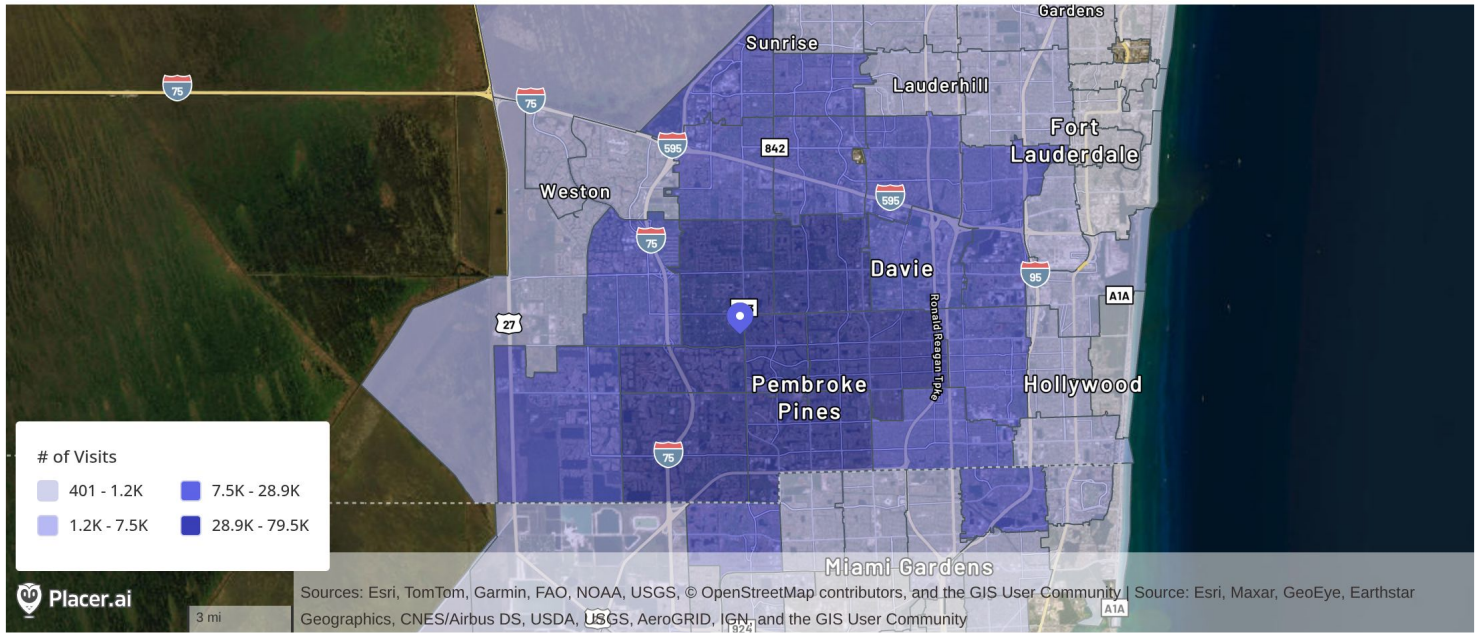 Gardens
Sunrise
75
75
Lauderhill
Fort
Lauderdale
595
842
Weston
595
75
Davie
95
A1A
27
Ronald Reagan Tpke
Pembroke
Pines
Hollywood
75
# of Visits
401 - 1.2K
7.5K - 28.9K
1.2K - 7.5K
28.9K - 79.5K
Miami Gardens
Placer.ai
3 mi
A1A
924
Sources: Esri, TomTom, Garmin, FAO, NOAA, USGS, © OpenStreetMap contributors, and the GIS User Community | Source: Esri, Maxar, GeoEye, Earthstar
Geographics, CNES/Airbus DS, USDA, USGS, AeroGRID, IGN, and the GIS User Community